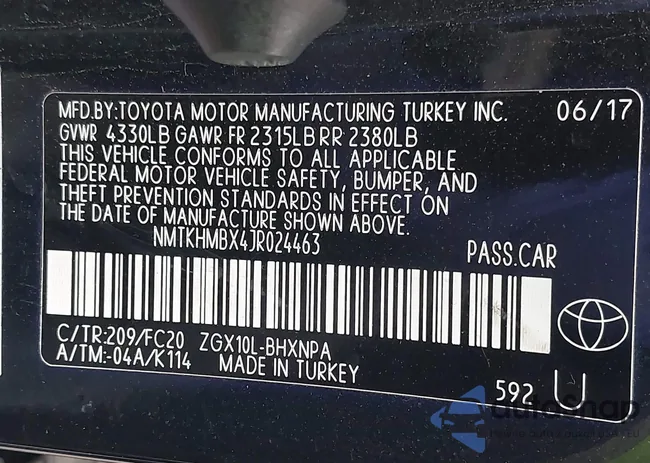 MFD.BY:TOYOTA MOTOR MANUFACTURING TURKEY INC. 06/17
GVWR 4330LB GAWR FR 2315LB RR 2380LB
THIS VEHICLE CONFORMS TO ALL APPLICABLE
FEDERAL MOTOR VEHICLE SAFETY, BUMPER, AND
THEFT PREVENTION STANDARDS IN EFFECT ON
THE DATE OF MANUFACTURE SHOWN ABOVE.
NMTKHMBX4JR024463 PASS.CAR
C/TR:209/FC20 ZGX10L-BHXNPA
A/TM:-04A/K114 MADE IN TURKEY
592 U
autoSnap